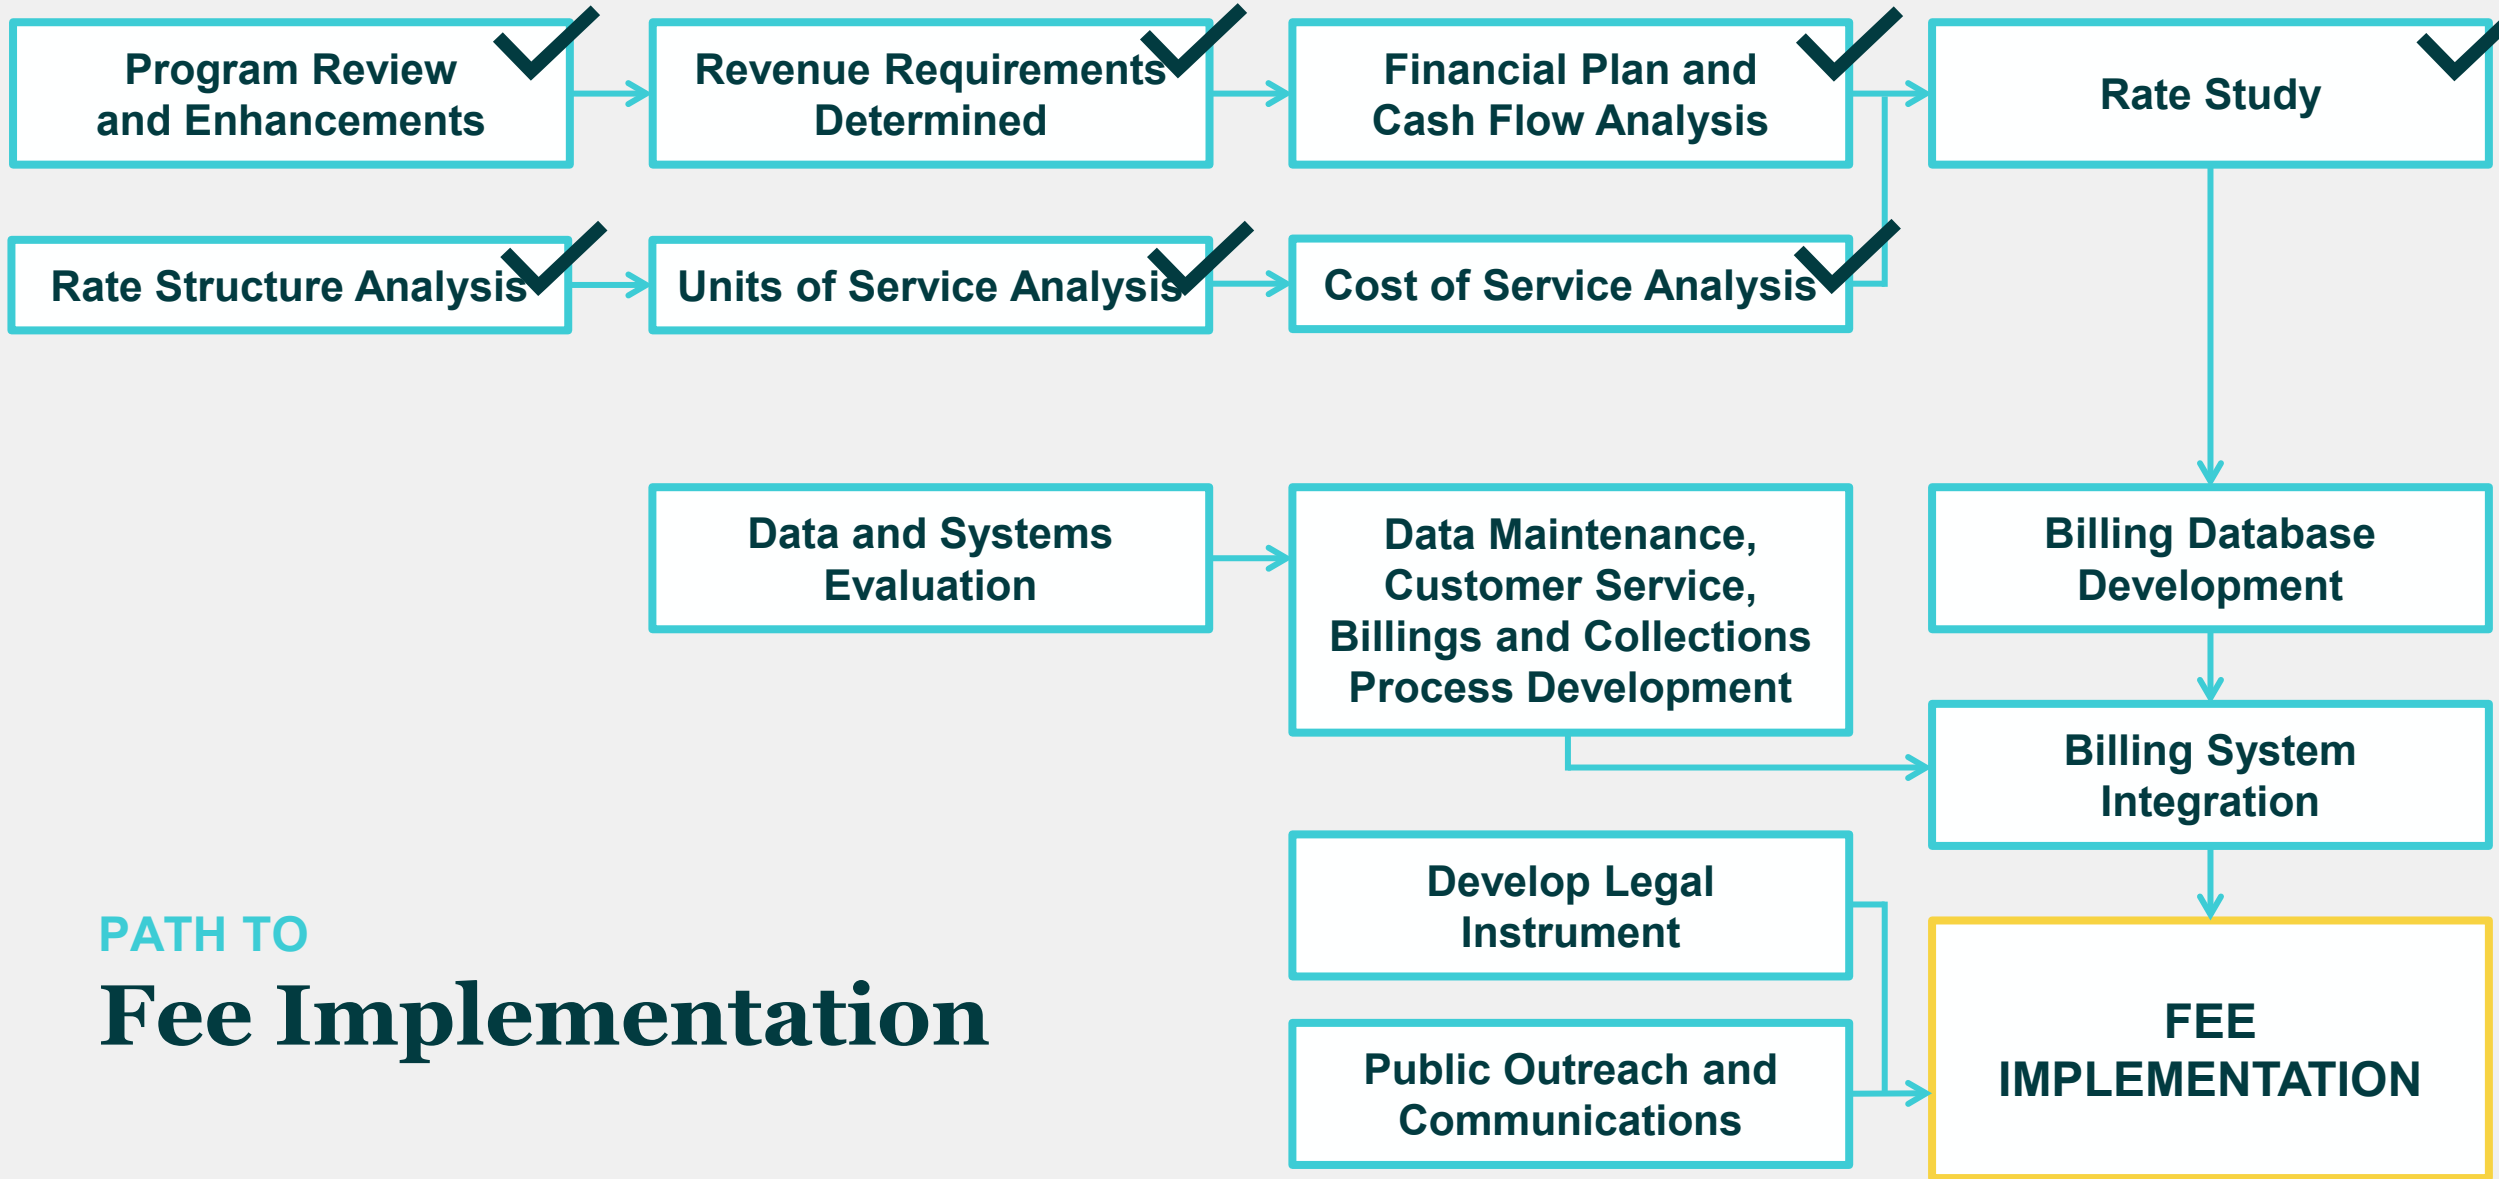 Program Review
and Enhancements
Revenue Requirements
Determined
Financial Plan and
Cash Flow Analysis
Rate Study
Rate Structure Analysis
Units of Service Analysis
Cost of Service Analysis
Data and Systems
Evaluation
Data Maintenance,
Customer Service,
Billings and Collections
Process Development
Billing Database
Development
Billing System
Integration
Develop Legal
Instrument
Public Outreach and
Communications
FEE
IMPLEMENTATION
PATH TO
Fee Implementation